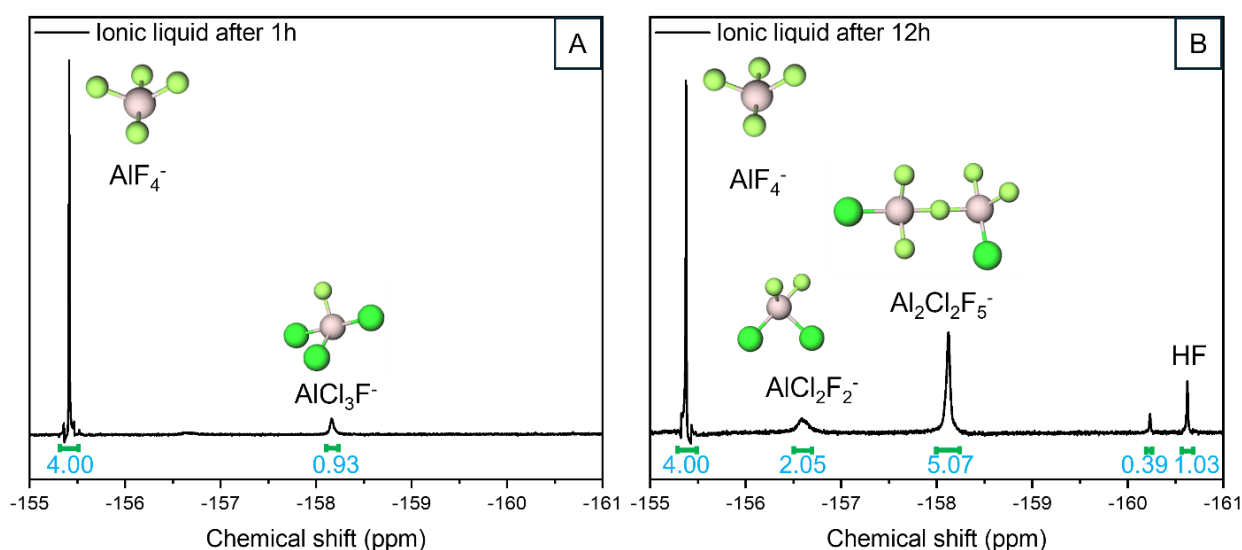 Ionic liquid after 1h
A
AlF₄⁻
AlCl₃F⁻
4.00
0.93
-155 -156 -157 -158 -159 -160 -161
Chemical shift (ppm)
Ionic liquid after 12h
B
AlF₄⁻
Al₂Cl₂F₅⁻
AlCl₂F₂⁻
HF
4.00 2.05 5.07 0.39 1.03
-155 -156 -157 -158 -159 -160 -161
Chemical shift (ppm)